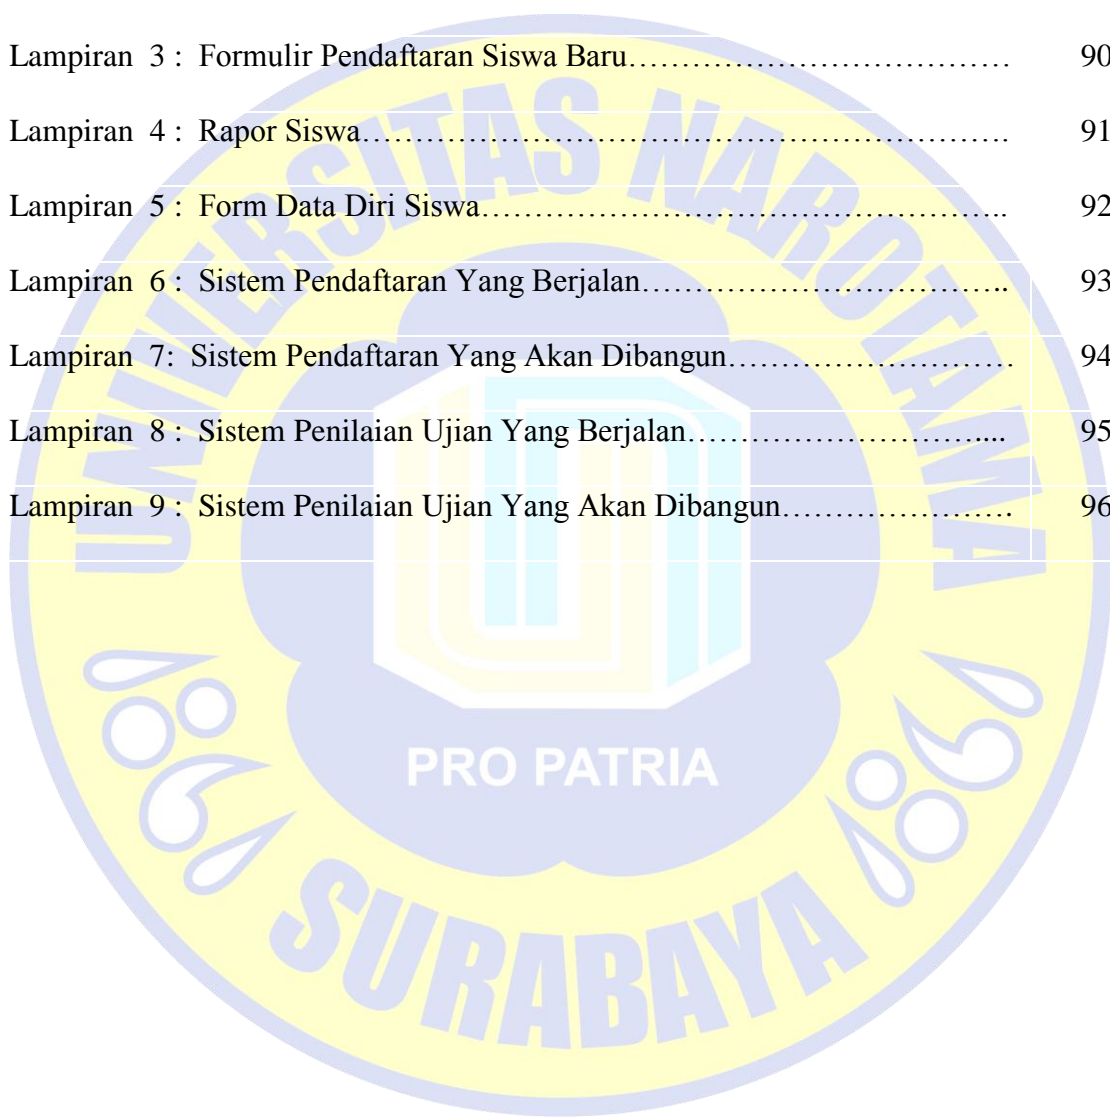 Lampiran  3 :  Formulir Pendaftaran Siswa Baru……………………………… 90
Lampiran  4 :  Rapor Siswa……………………………………………………. 91
Lampiran  5 :  Form Data Diri Siswa………………………………………….. 92
Lampiran  6 :  Sistem Pendaftaran Yang Berjalan…………………………….. 93
Lampiran  7:  Sistem Pendaftaran Yang Akan Dibangun……………………… 94
Lampiran  8 :  Sistem Penilaian Ujian Yang Berjalan……………………….... 95
Lampiran  9 :  Sistem Penilaian Ujian Yang Akan Dibangun…………………. 96
UNIVERSITAS NAROTAMA
PRO PATRIA
SURABAYA